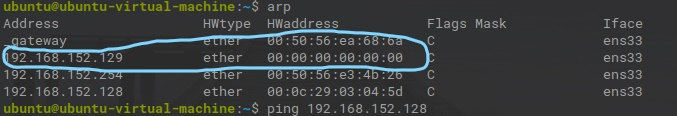 ubuntu@ubuntu-virtual-machine:~$ arp
Address HWtype HWaddress Flags Mask Iface
_gateway ether 00:50:56:ea:68:6a C ens33
192.168.152.129 ether 00:00:00:00:00:00 C ens33
192.168.152.254 ether 00:50:56:e3:4b:26 C ens33
192.168.152.128 ether 00:0c:29:03:04:5d C ens33
ubuntu@ubuntu-virtual-machine:~$ ping 192.168.152.128